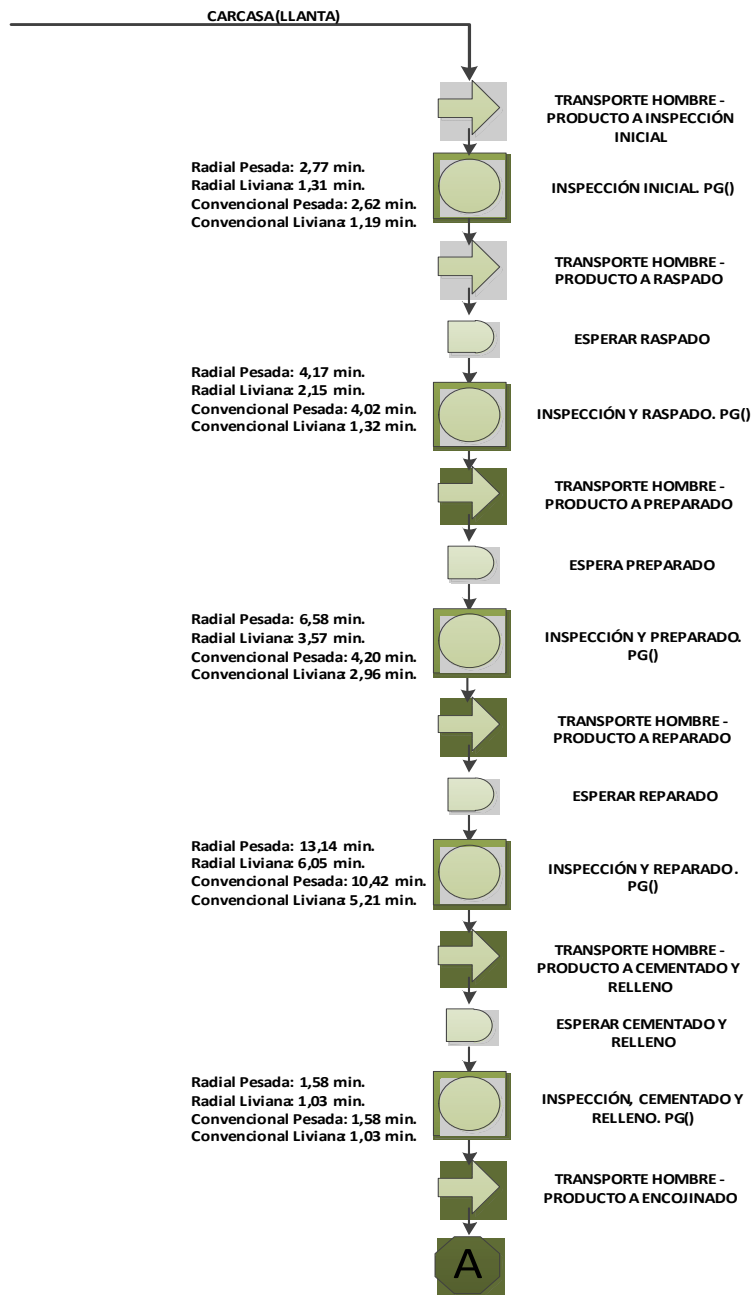 CARCASA(LLANTA)
TRANSPORTE HOMBRE -
PRODUCTO A INSPECCIÓN
INICIAL
Radial Pesada: 2,77 min.
Radial Liviana: 1,31 min.
Convencional Pesada: 2,62 min.
Convencional Liviana: 1,19 min.
INSPECCIÓN INICIAL. PG()
TRANSPORTE HOMBRE -
PRODUCTO A RASPADO
ESPERAR RASPADO
Radial Pesada: 4,17 min.
Radial Liviana: 2,15 min.
Convencional Pesada: 4,02 min.
Convencional Liviana: 1,32 min.
INSPECCIÓN Y RASPADO. PG()
TRANSPORTE HOMBRE -
PRODUCTO A PREPARADO
ESPERA PREPARADO
Radial Pesada: 6,58 min.
Radial Liviana: 3,57 min.
Convencional Pesada: 4,20 min.
Convencional Liviana: 2,96 min.
INSPECCIÓN Y PREPARADO.
PG()
TRANSPORTE HOMBRE -
PRODUCTO A REPARADO
ESPERAR REPARADO
Radial Pesada: 13,14 min.
Radial Liviana: 6,05 min.
Convencional Pesada: 10,42 min.
Convencional Liviana: 5,21 min.
INSPECCIÓN Y REPARADO.
PG()
TRANSPORTE HOMBRE -
PRODUCTO A CEMENTADO Y
RELLENO
ESPERAR CEMENTADO Y
RELLENO
Radial Pesada: 1,58 min.
Radial Liviana: 1,03 min.
Convencional Pesada: 1,58 min.
Convencional Liviana: 1,03 min.
INSPECCIÓN, CEMENTADO Y
RELLENO. PG()
TRANSPORTE HOMBRE -
PRODUCTO A ENCOJINADO
A